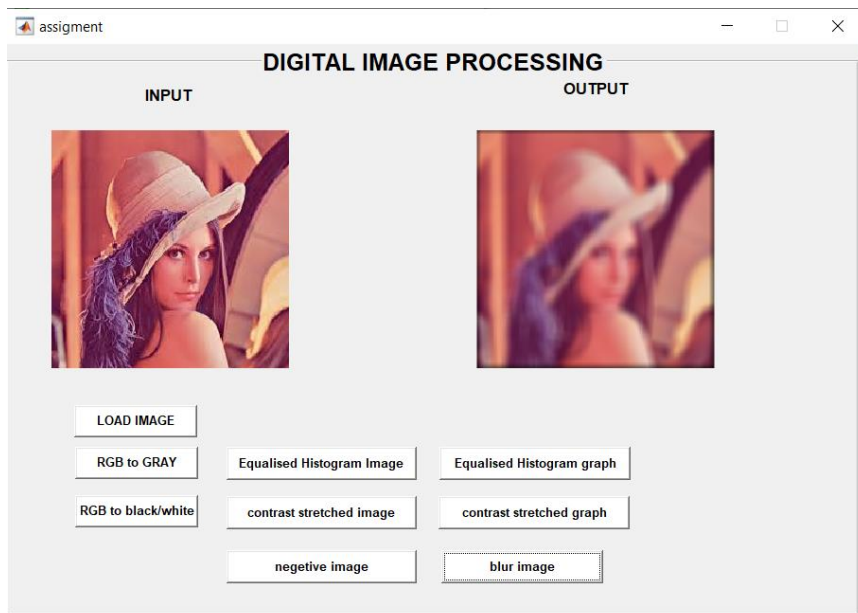 assigment
DIGITAL IMAGE PROCESSING
INPUT
OUTPUT
LOAD IMAGE
RGB to GRAY
Equalised Histogram Image
Equalised Histogram graph
RGB to black/white
contrast stretched image
contrast stretched graph
negetive image
blur image